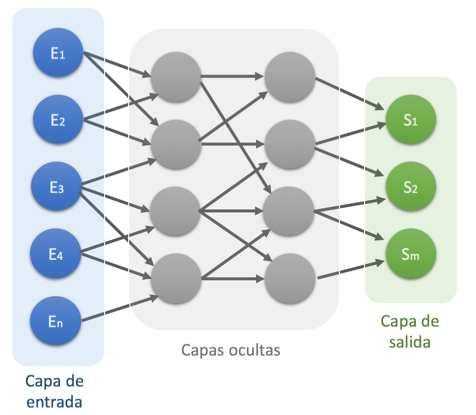 E1
E2
E3
E4
En
S1
S2
Sm
Capas ocultas
Capa de
entrada
Capa de
salida